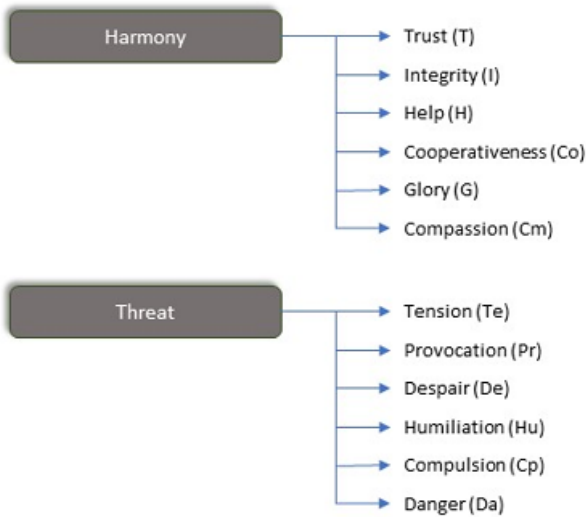 Harmony
Trust (T)
Integrity (I)
Help (H)
Cooperativeness (Co)
Glory (G)
Compassion (Cm)
Threat
Tension (Te)
Provocation (Pr)
Despair (De)
Humiliation (Hu)
Compulsion (Cp)
Danger (Da)